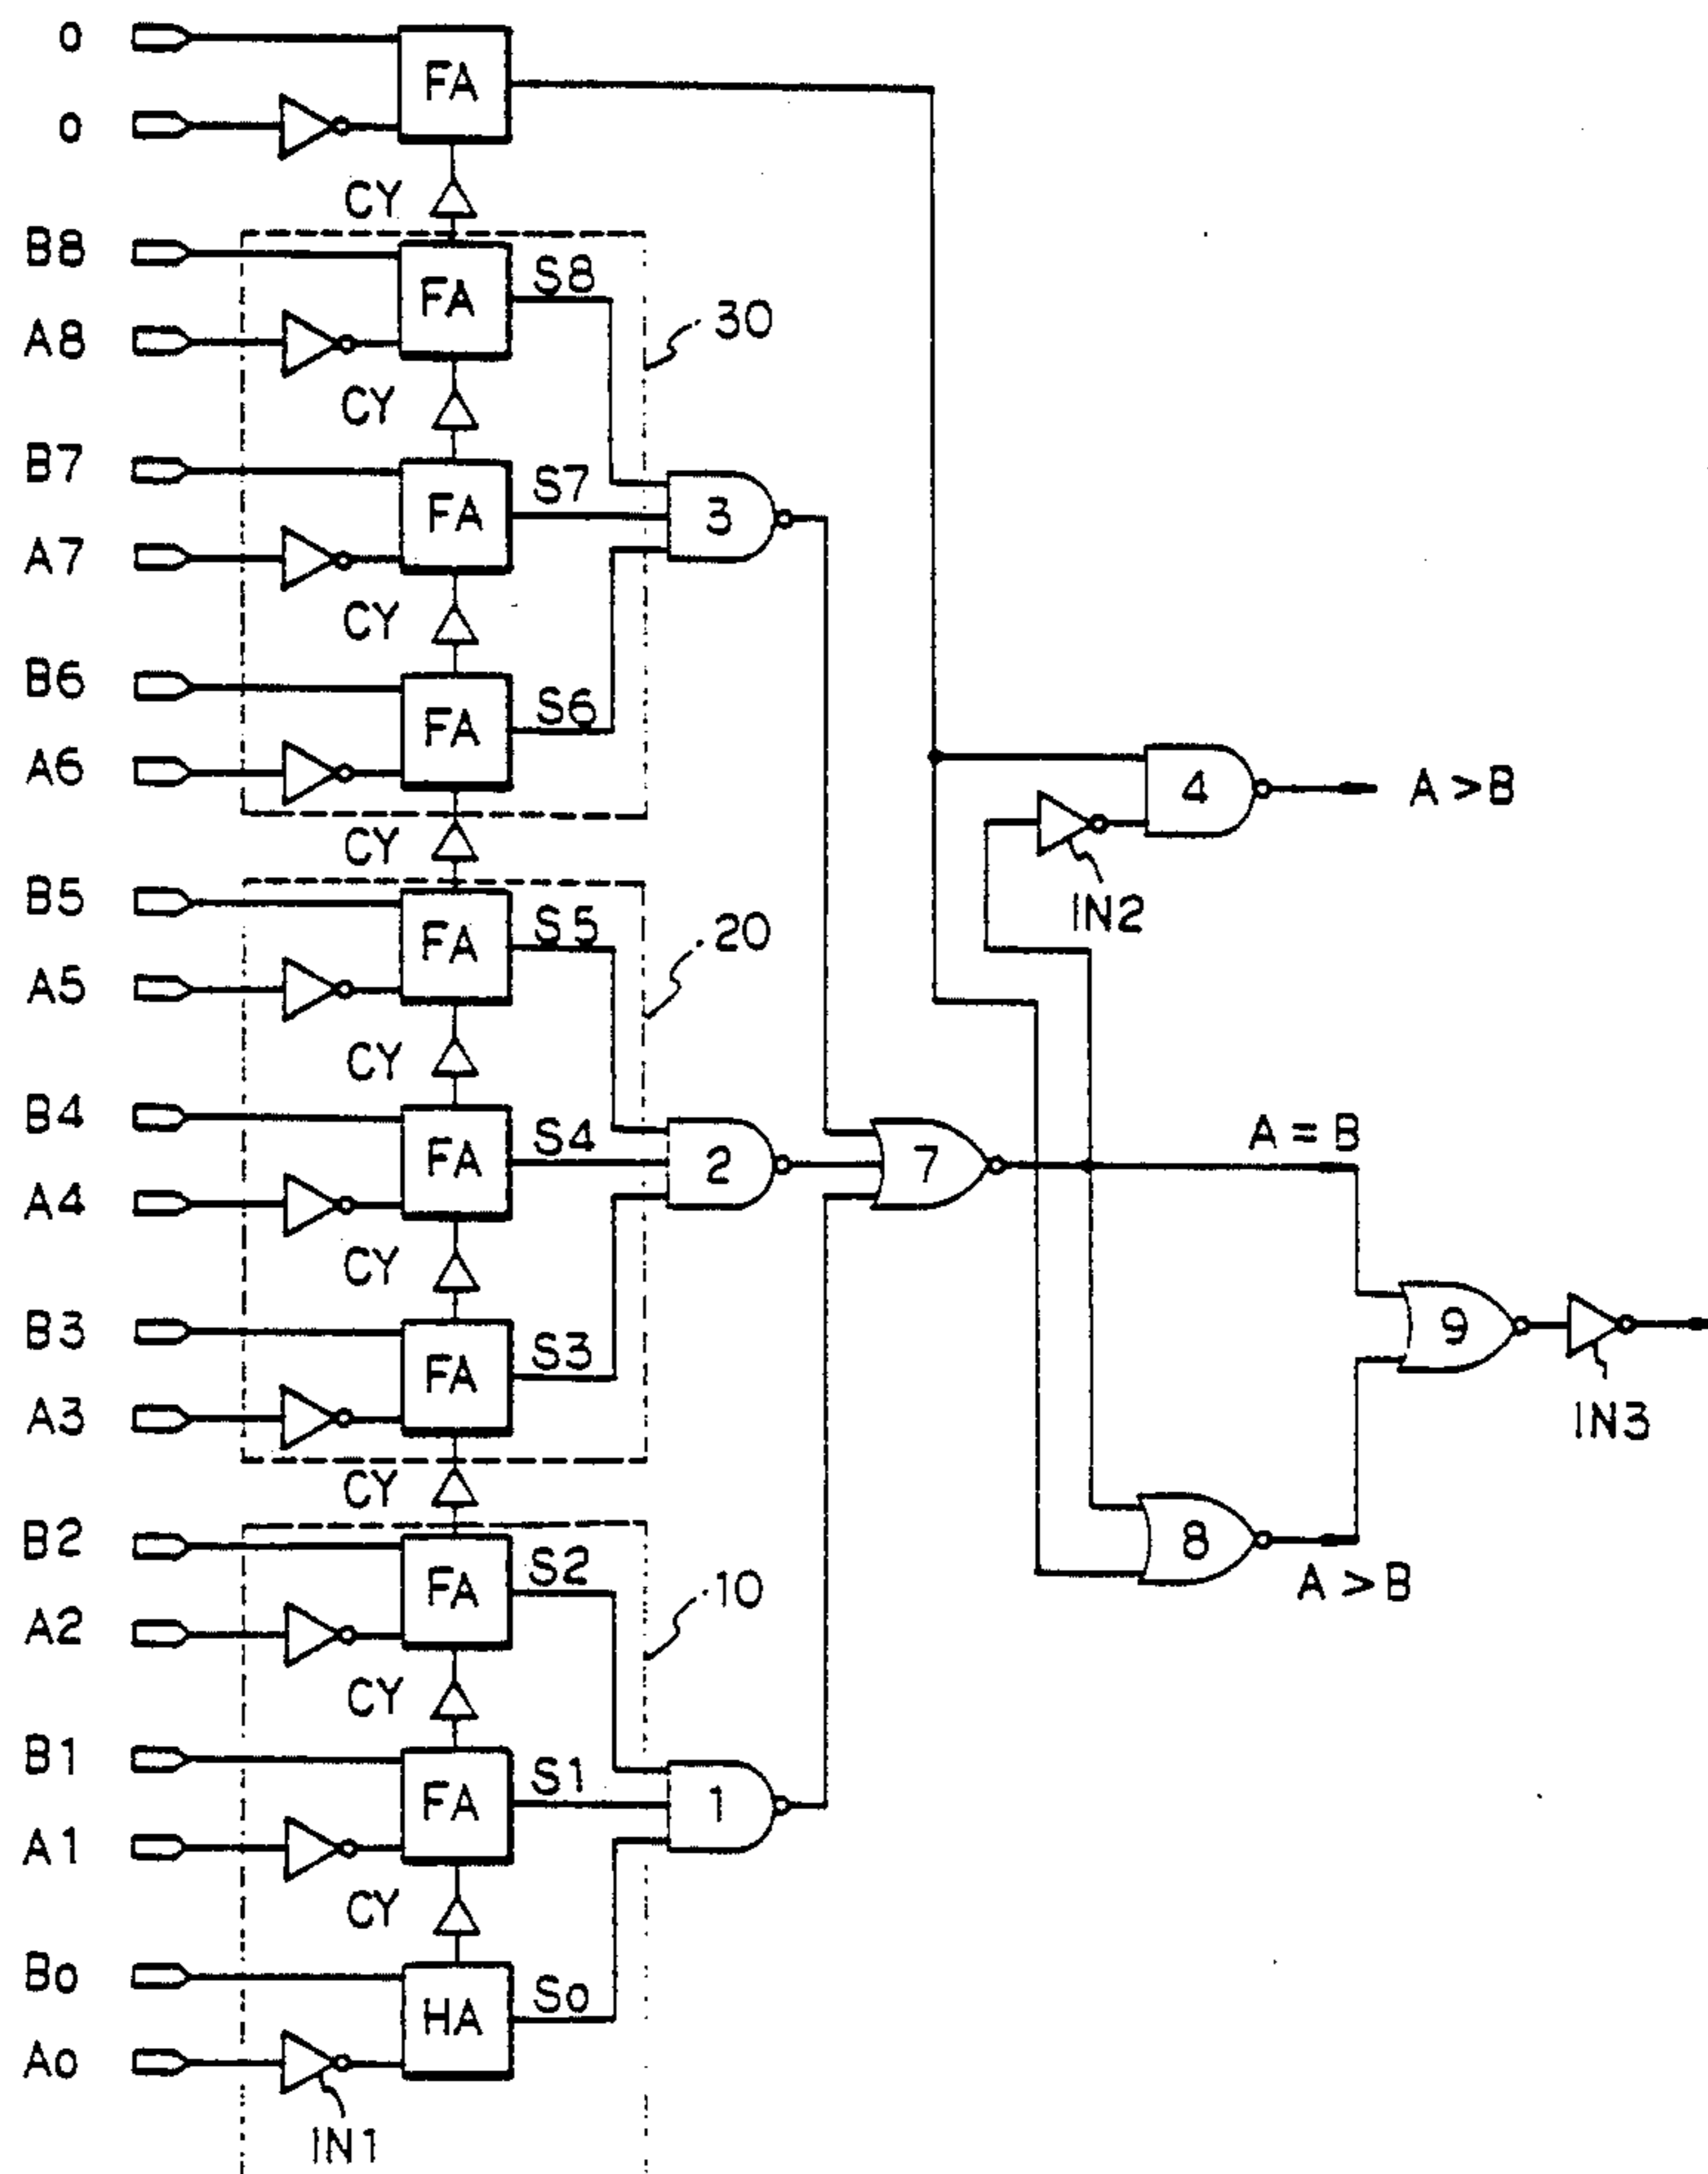 0
FA
0
CY
B8
S8
FA
30
A8
CY
B7
S7
FA
3
A7
CY
B6
S6
FA
A6
4
A > B
CY
B5
S5
IN2
20
FA
A5
CY
B4
S4
A = B
FA
2
7
A4
CY
B3
S3
9
FA
A3
IN3
CY
B2
S2
8
FA
10
A > B
A2
CY
B1
S1
FA
1
A1
CY
Bo
So
HA
Ao
IN1